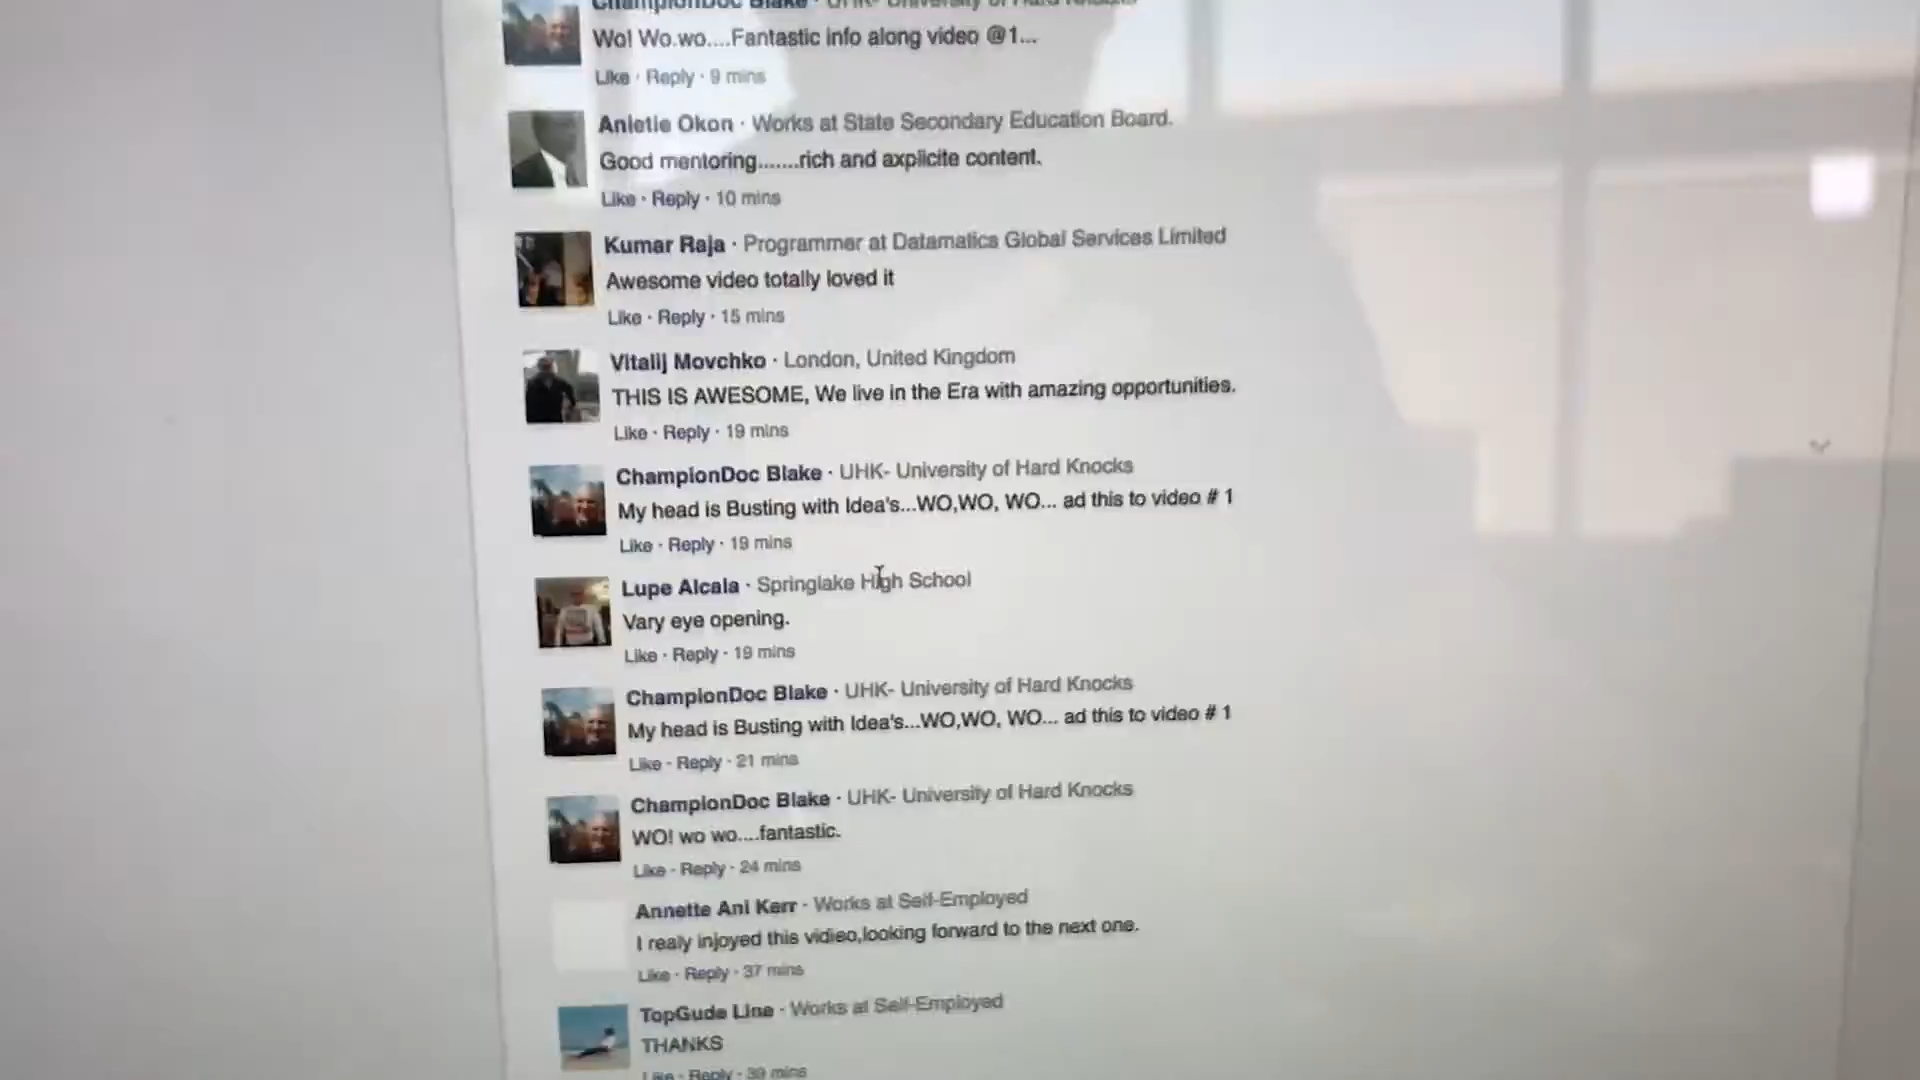 ChampionDoc Blake · UHK- University of Hard Knocks
Wo! Wo.wo....Fantastic info along video @1...
Like · Reply · 9 mins
Anietie Okon · Works at State Secondary Education Board.
Good mentoring.......rich and axplicite content.
Like · Reply · 10 mins
Kumar Raja · Programmer at Datamatics Global Services Limited
Awesome video totally loved it
Like · Reply · 15 mins
Vitalij Movchko · London, United Kingdom
THIS IS AWESOME, We live in the Era with amazing opportunities.
Like · Reply · 19 mins
ChampionDoc Blake · UHK- University of Hard Knocks
My head is Busting with Idea's...WO,WO, WO... ad this to video # 1
Like · Reply · 19 mins
Lupe Alcala · Springlake High School
Vary eye opening.
Like · Reply · 19 mins
ChampionDoc Blake · UHK- University of Hard Knocks
My head is Busting with Idea's...WO,WO, WO... ad this to video # 1
Like · Reply · 21 mins
ChampionDoc Blake · UHK- University of Hard Knocks
WO! wo wo....fantastic.
Like · Reply · 24 mins
Annette Ani Kerr · Works at Self-Employed
I realy injoyed this vidieo,looking forward to the next one.
Like · Reply · 37 mins
TopGude Line · Works at Self-Employed
THANKS
Like · Reply · 39 mins